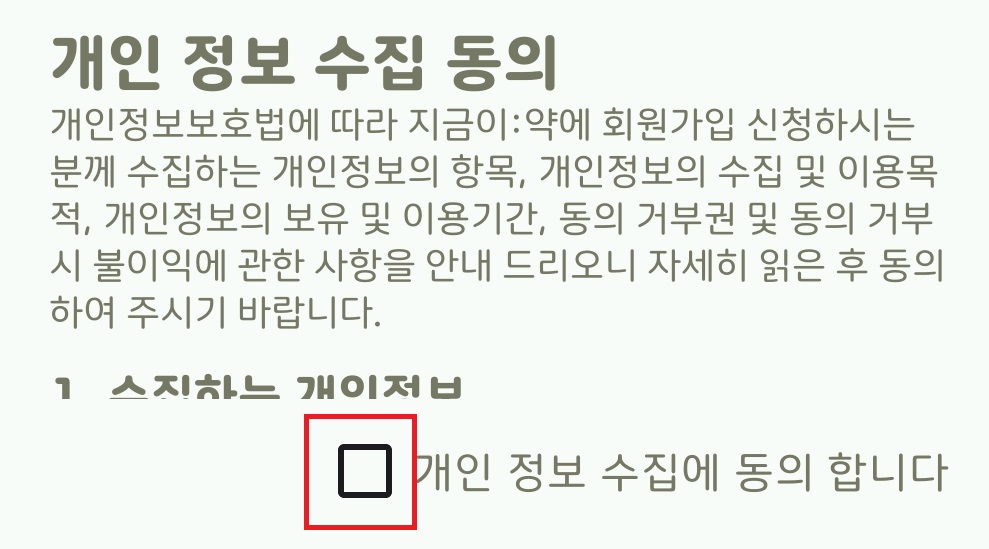 개인 정보 수집 동의
개인정보보호법에 따라 지금이:약에 회원가입 신청하시는
분께 수집하는 개인정보의 항목, 개인정보의 수집 및 이용목
적, 개인정보의 보유 및 이용기간, 동의 거부권 및 동의 거부
시 불이익에 관한 사항을 안내 드리오니 자세히 읽은 후 동의
하여 주시기 바랍니다.
1. 수집하는 개인정보
개인 정보 수집에 동의 합니다